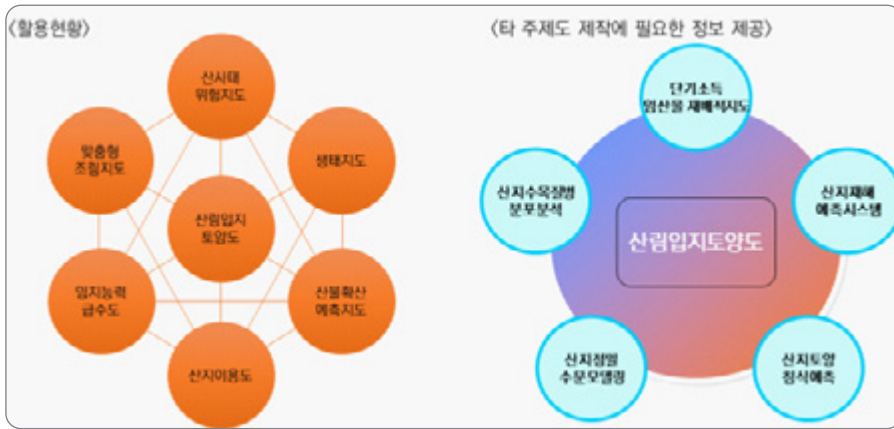 <활용현황>
산사태
위험지도
맞춤형
조림지도
생태지도
산림입지
토양도
임지능력
급수도
산불확산
예측지도
산지이용도
<타 주제도 제작에 필요한 정보 제공>
단기소득
임산물 재배적지도
산지수목질병
분포분석
산지재해
예측시스템
산림입지토양도
산지정밀
수문모델링
산지토양
침식예측